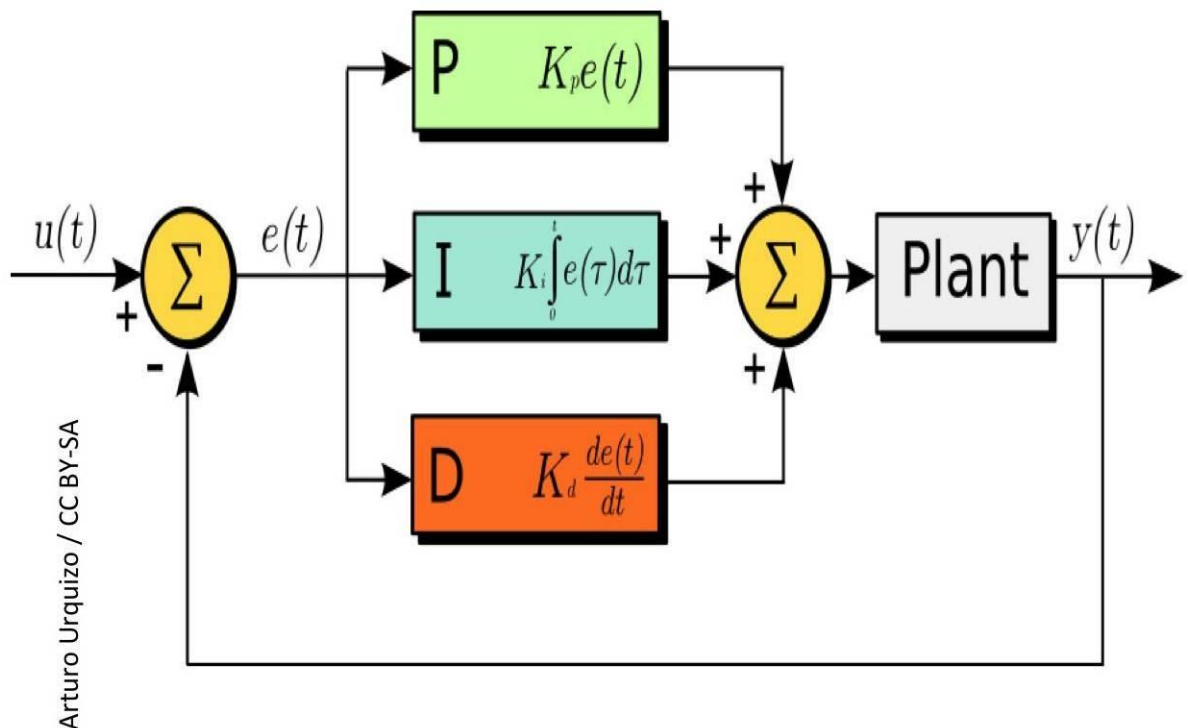 P K_p e(t)
u(t)
+
-
Σ
e(t)
I K_i ∫_0^t e(τ)dτ
D K_d de(t)/dt
+
+
+
Σ
Plant
y(t)
Arturo Urquizo / CC BY-SA